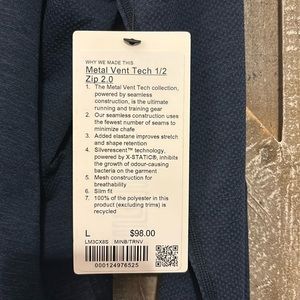 WHY WE MADE THIS
Metal Vent Tech 1/2
Zip 2.0
1. The Metal Vent Tech collection,
powered by seamless
construction, is the ultimate
running and training gear
2. Our seamless construction uses
the fewest number of seams to
minimize chafe
3. Added elastane improves stretch
and shape retention
4. Silverescent™ technology,
powered by X-STATIC®, inhibits
the growth of odour-causing
bacteria on the garment
5. Mesh construction for
breathability
6. Slim fit
7. 100% of the polyester in this
product (excluding trims) is
recycled
L $98.00
LM3CX8S MINB/TRNV
000124976525